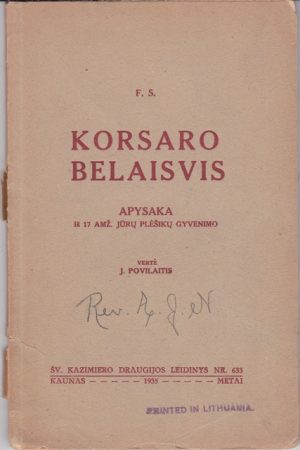 F. S.
KORSARO
BELAISVIS
APYSAKA
IŠ 17 AMŽ. JŪRŲ PLĖŠIKŲ GYVENIMO
VERTĖ
J. POVILAITIS
Rev. A. J. N
ŠV. KAZIMIERO DRAUGIJOS LEIDINYS NR. 633
KAUNAS – – – – – 1935 – – – – – METAI
PRINTED IN LITHUANIA.